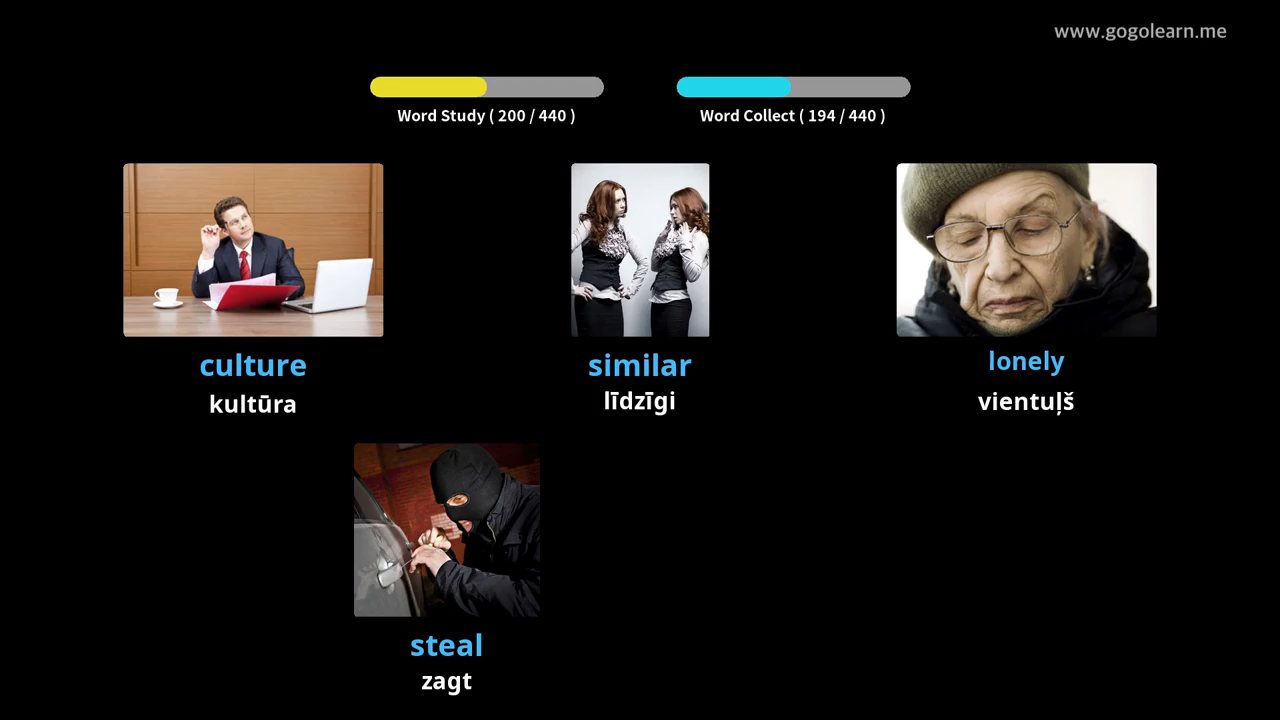 www.gogolearn.me
Word Study ( 200 / 440 )
Word Collect ( 194 / 440 )
culture
kultūra
similar
līdzīgi
lonely
vientuļš
steal
zagt